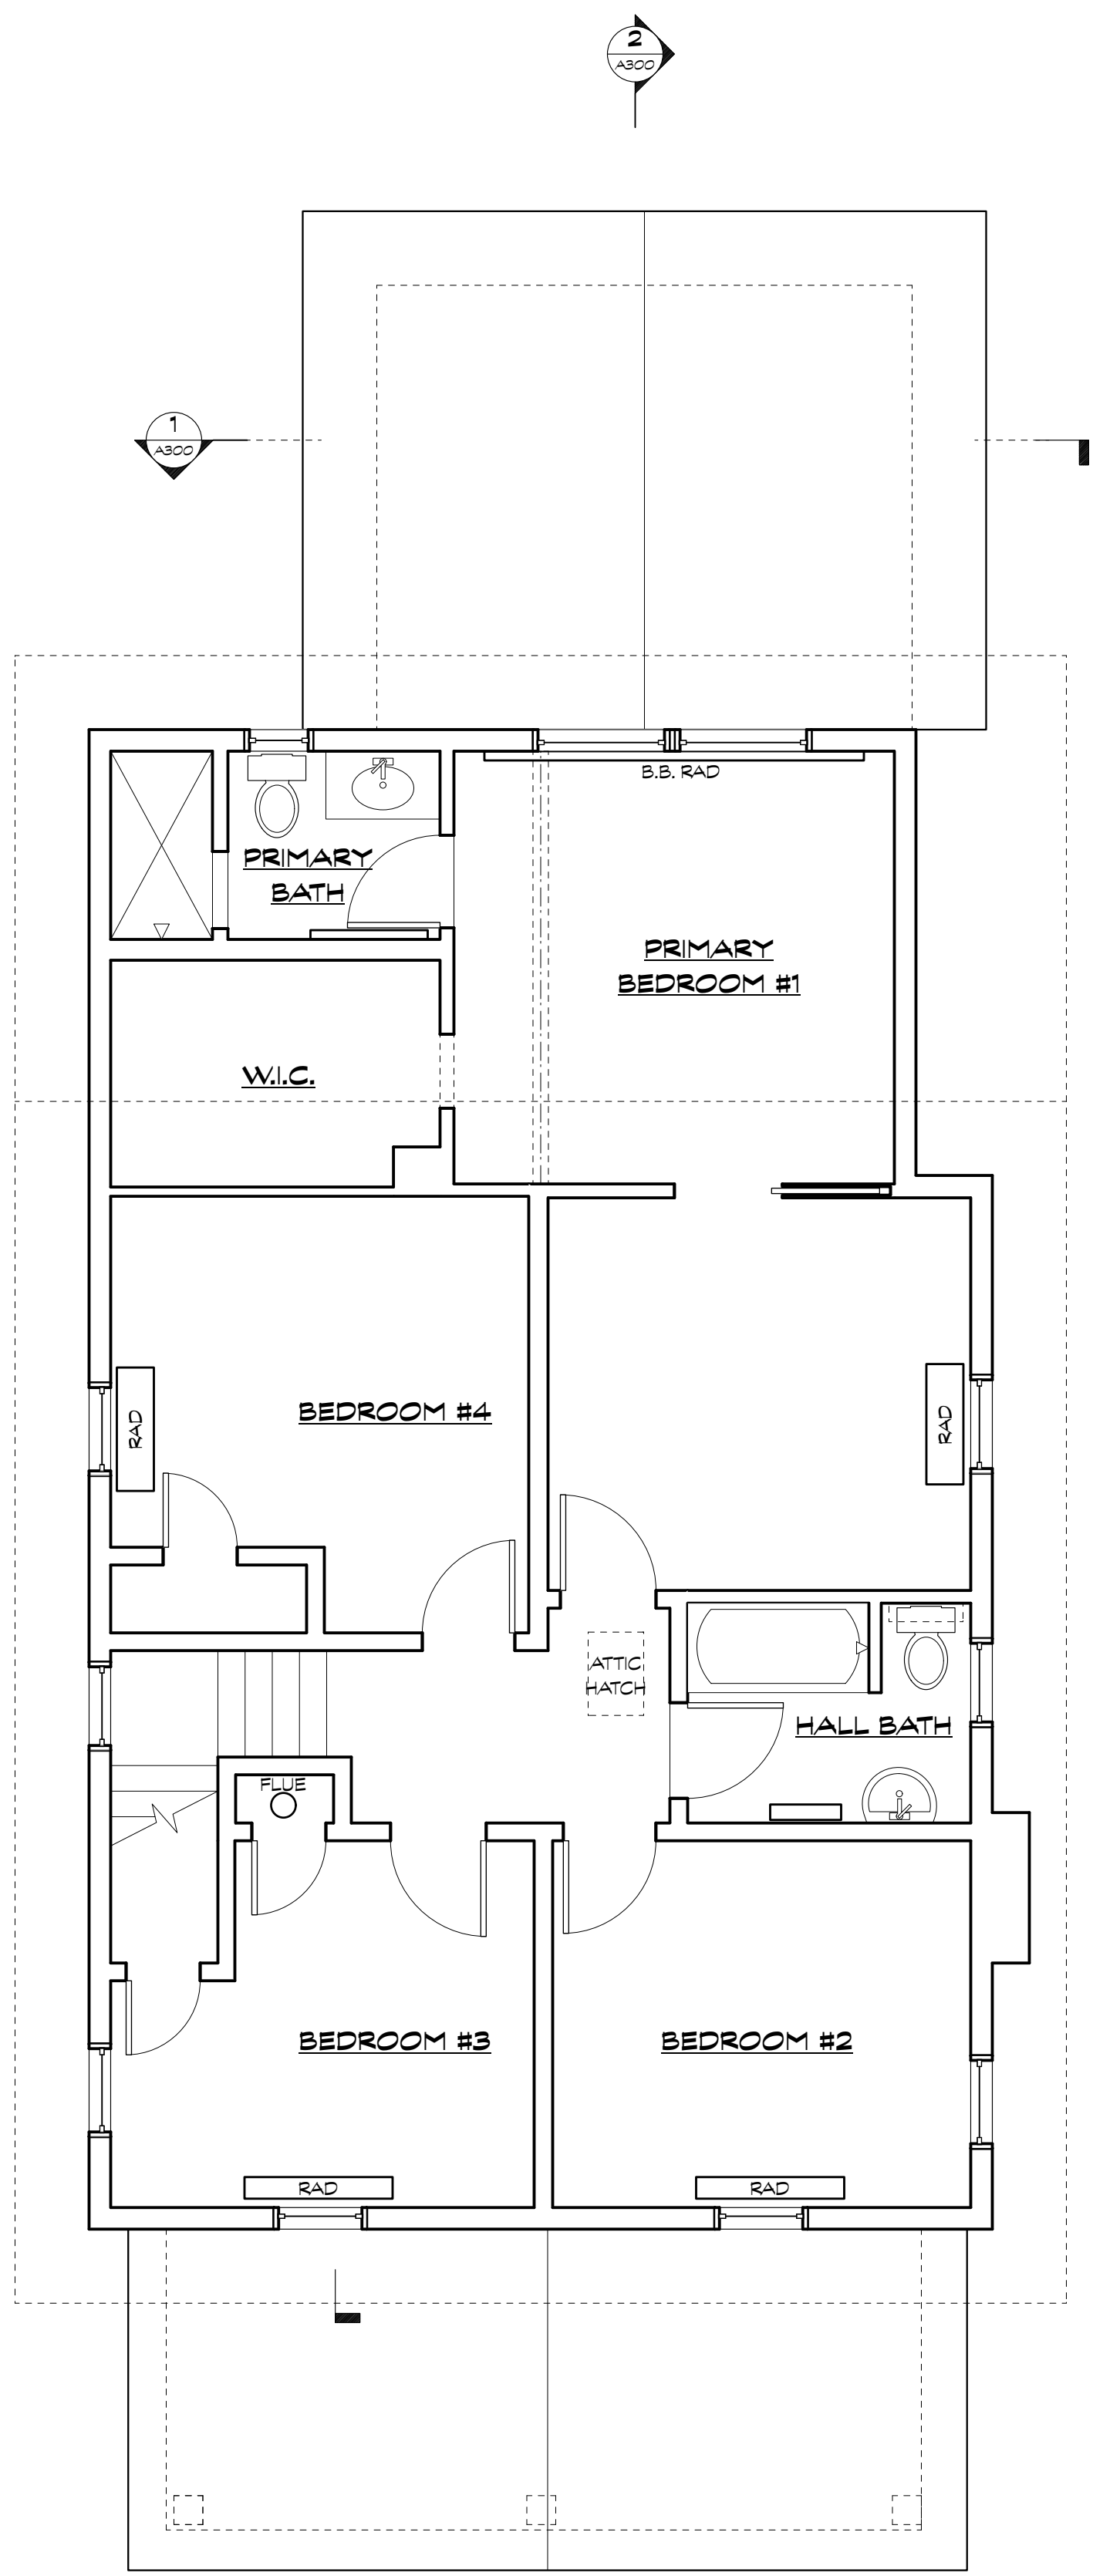 2
A300
1
A300
B.B. RAD
PRIMARY
BATH
PRIMARY
BEDROOM #1
W.I.C.
BEDROOM #4
RAD
RAD
ATTIC
HATCH
HALL BATH
FLUE
BEDROOM #3
BEDROOM #2
RAD
RAD